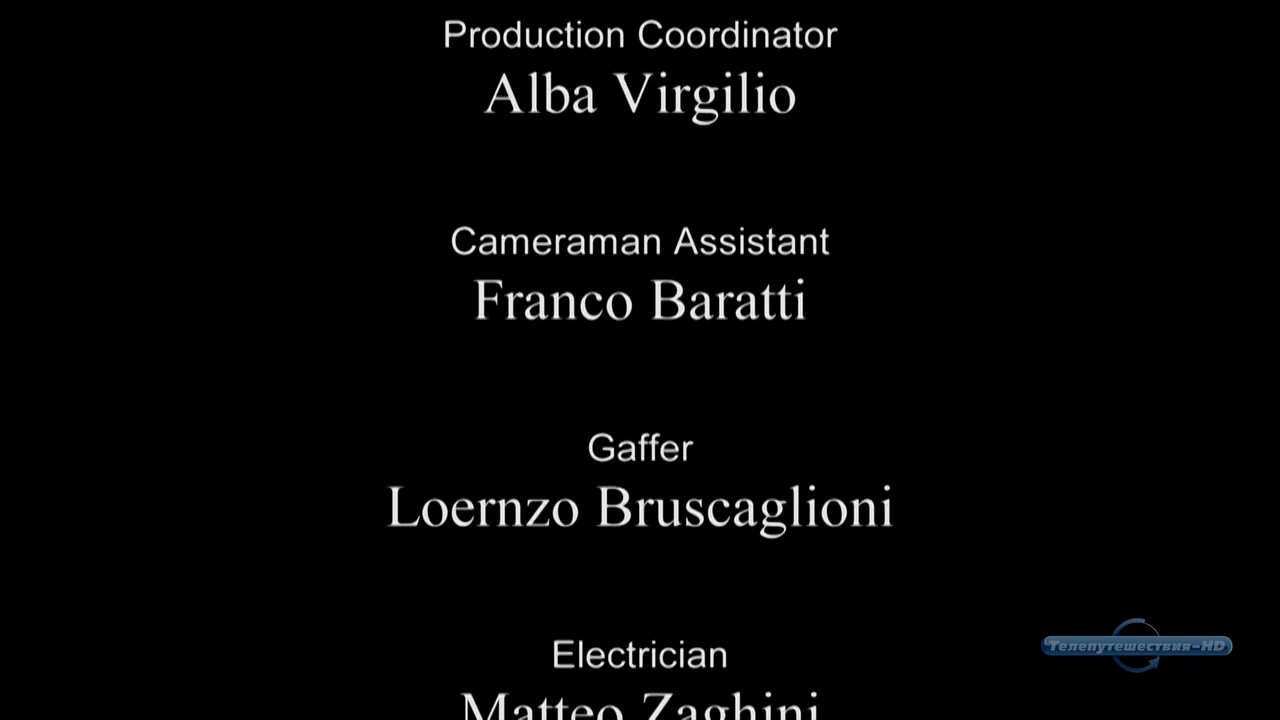 Production Coordinator
Alba Virgilio
Cameraman Assistant
Franco Baratti
Gaffer
Loernzo Bruscaglioni
Electrician
Matteo Zaghini
Телепутешествия-HD